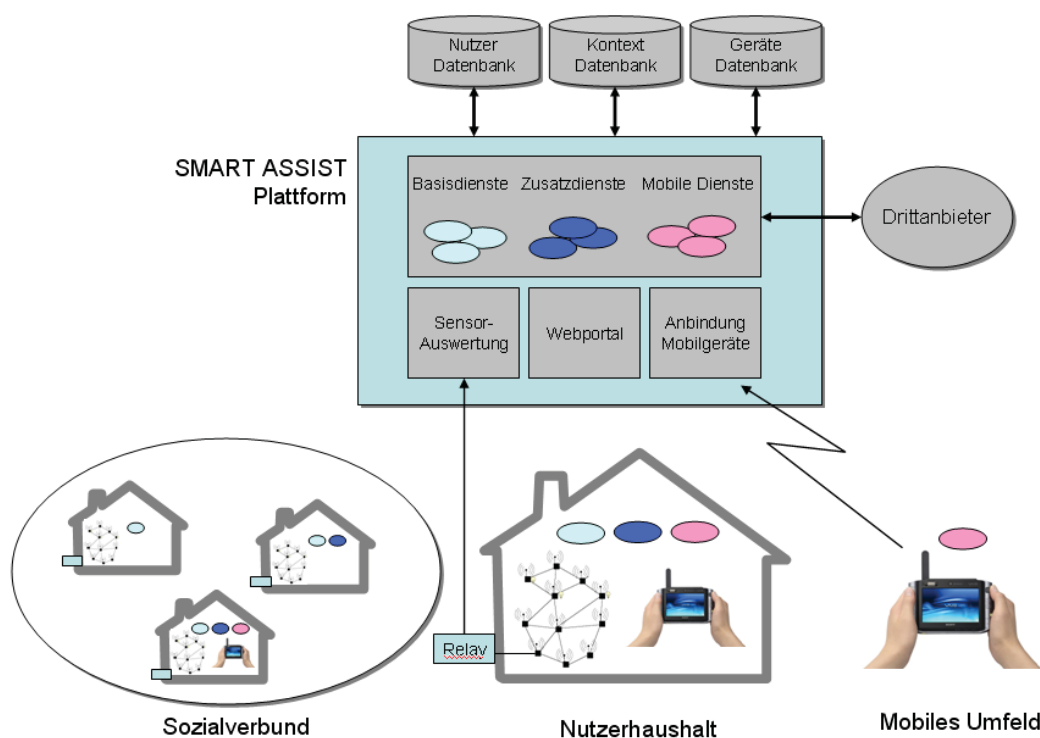 Nutzer
Datenbank
Kontext
Datenbank
Geräte
Datenbank
SMART ASSIST
Plattform
Basisdienste
Zusatzdienste
Mobile Dienste
Drittanbieter
Sensor-
Auswertung
Webportal
Anbindung
Mobilgeräte
Relay
Sozialverbund
Nutzerhaushalt
Mobiles Umfeld